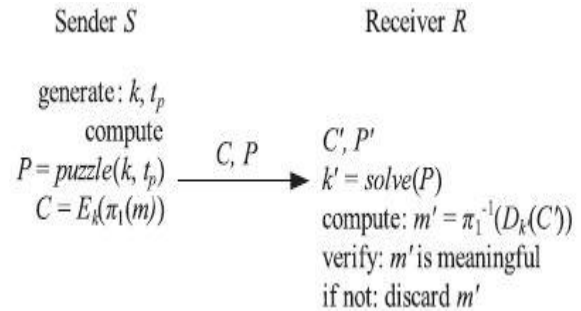 Sender S
Receiver R
generate: k, tₚ
compute
P = puzzle(k, tₚ)
C = Eₖ(π₁(m))
C, P
C', P'
k' = solve(P)
compute: m' = π₁⁻¹(Dₖ(C'))
verify: m' is meaningful
if not: discard m'